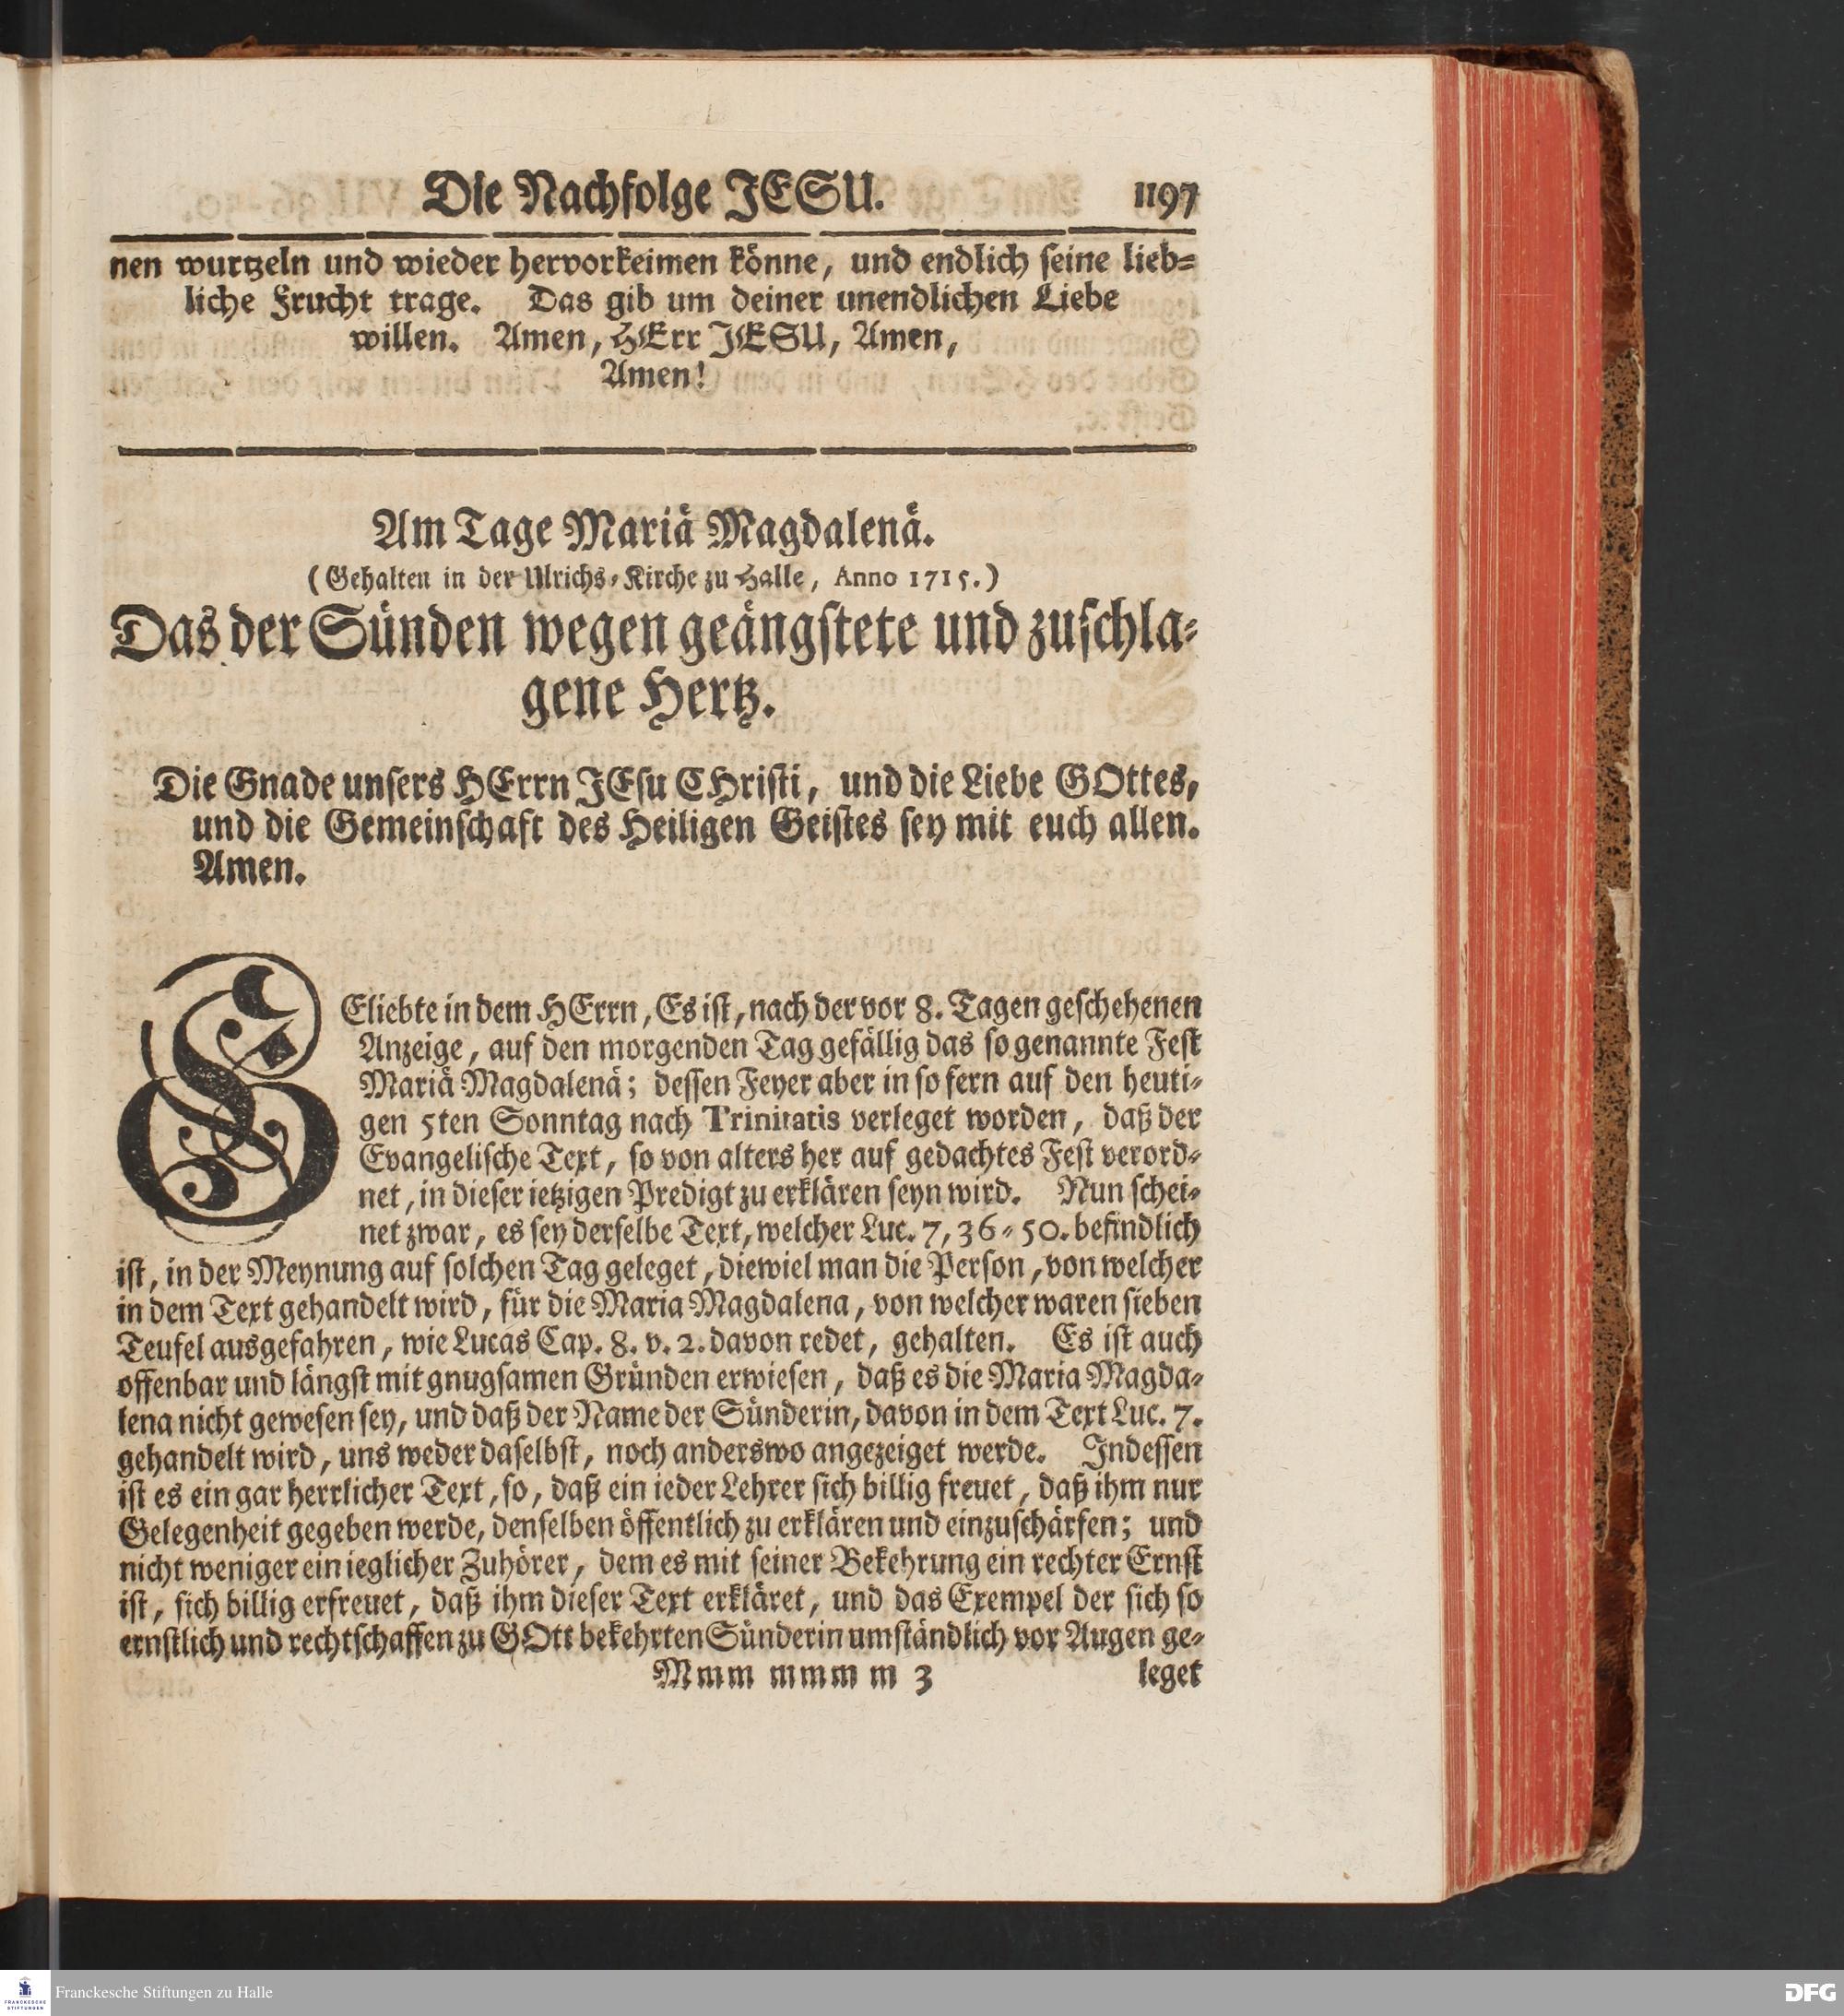 Die Nachfolge JESU. 1197
nen wurtzeln und wieder hervorkeimen könne, und endlich seine lieb-
liche Frucht trage. Das gib um deiner unendlichen Liebe
willen. Amen, HErr JESU, Amen,
Amen!
Am Tage Mariä Magdalenä.
(Gehalten in der Ulrichs-Kirche zu Halle, Anno 1715.)
Das der Sünden wegen geängstete und zuschla-
gene Hertz.
Die Gnade unsers HErrn JEsu CHristi, und die Liebe GOttes,
und die Gemeinschaft des Heiligen Geistes sey mit euch allen.
Amen.
GEliebte in dem HErrn, Es ist, nach der vor 8. Tagen geschehenen
Anzeige, auf den morgenden Tag gefällig das so genannte Fest
Mariä Magdalenä; dessen Feyer aber in so fern auf den heuti-
gen 5ten Sonntag nach Trinitatis verleget worden, daß der
Evangelische Text, so von alters her auf gedachtes Fest verord-
net, in dieser ietzigen Predigt zu erklären seyn wird. Nun schei-
net zwar, es sey derselbe Text, welcher Luc. 7, 36-50. befindlich
ist, in der Meynung auf solchen Tag geleget, diewiel man die Person, von welcher
in dem Text gehandelt wird, für die Maria Magdalena, von welcher waren sieben
Teufel ausgefahren, wie Lucas Cap. 8. v. 2. davon redet, gehalten. Es ist auch
offenbar und längst mit gnugsamen Gründen erwiesen, daß es die Maria Magda-
lena nicht gewesen sey, und daß der Name der Sünderin, davon in dem Text Luc. 7.
gehandelt wird, uns weder daselbst, noch anderswo angezeiget werde. Indessen
ist es ein gar herrlicher Text, so, daß ein ieder Lehrer sich billig freuet, daß ihm nur
Gelegenheit gegeben werde, denselben öffentlich zu erklären und einzuschärfen; und
nicht weniger ein ieglicher Zuhörer, dem es mit seiner Bekehrung ein rechter Ernst
ist, sich billig erfreuet, daß ihm dieser Text erkläret, und das Exempel der sich so
ernstlich und rechtschaffen zu GOtt bekehrten Sünderin umständlich vor Augen ge-
Mmm mmm m 3 leget
FRANCKESCHE
STIFTUNGEN
Franckesche Stiftungen zu Halle
DFG